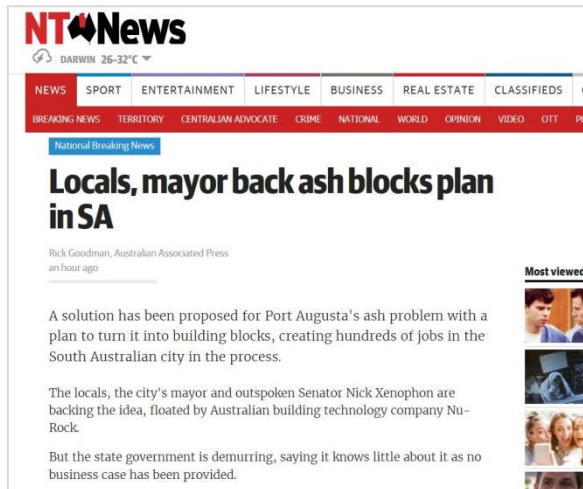 NT News
DARWIN 26-32°C
NEWS SPORT ENTERTAINMENT LIFESTYLE BUSINESS REAL ESTATE CLASSIFIEDS
BREAKING NEWS TERRITORY CENTRALIAN ADVOCATE CRIME NATIONAL WORLD OPINION VIDEO OTT
National Breaking News
Locals, mayor back ash blocks plan
in SA
Rick Goodman, Australian Associated Press
an hour ago
Most viewed
A solution has been proposed for Port Augusta's ash problem with a
plan to turn it into building blocks, creating hundreds of jobs in the
South Australian city in the process.
The locals, the city's mayor and outspoken Senator Nick Xenophon are
backing the idea, floated by Australian building technology company Nu-
Rock.
But the state government is demurring, saying it knows little about it as no
business case has been provided.